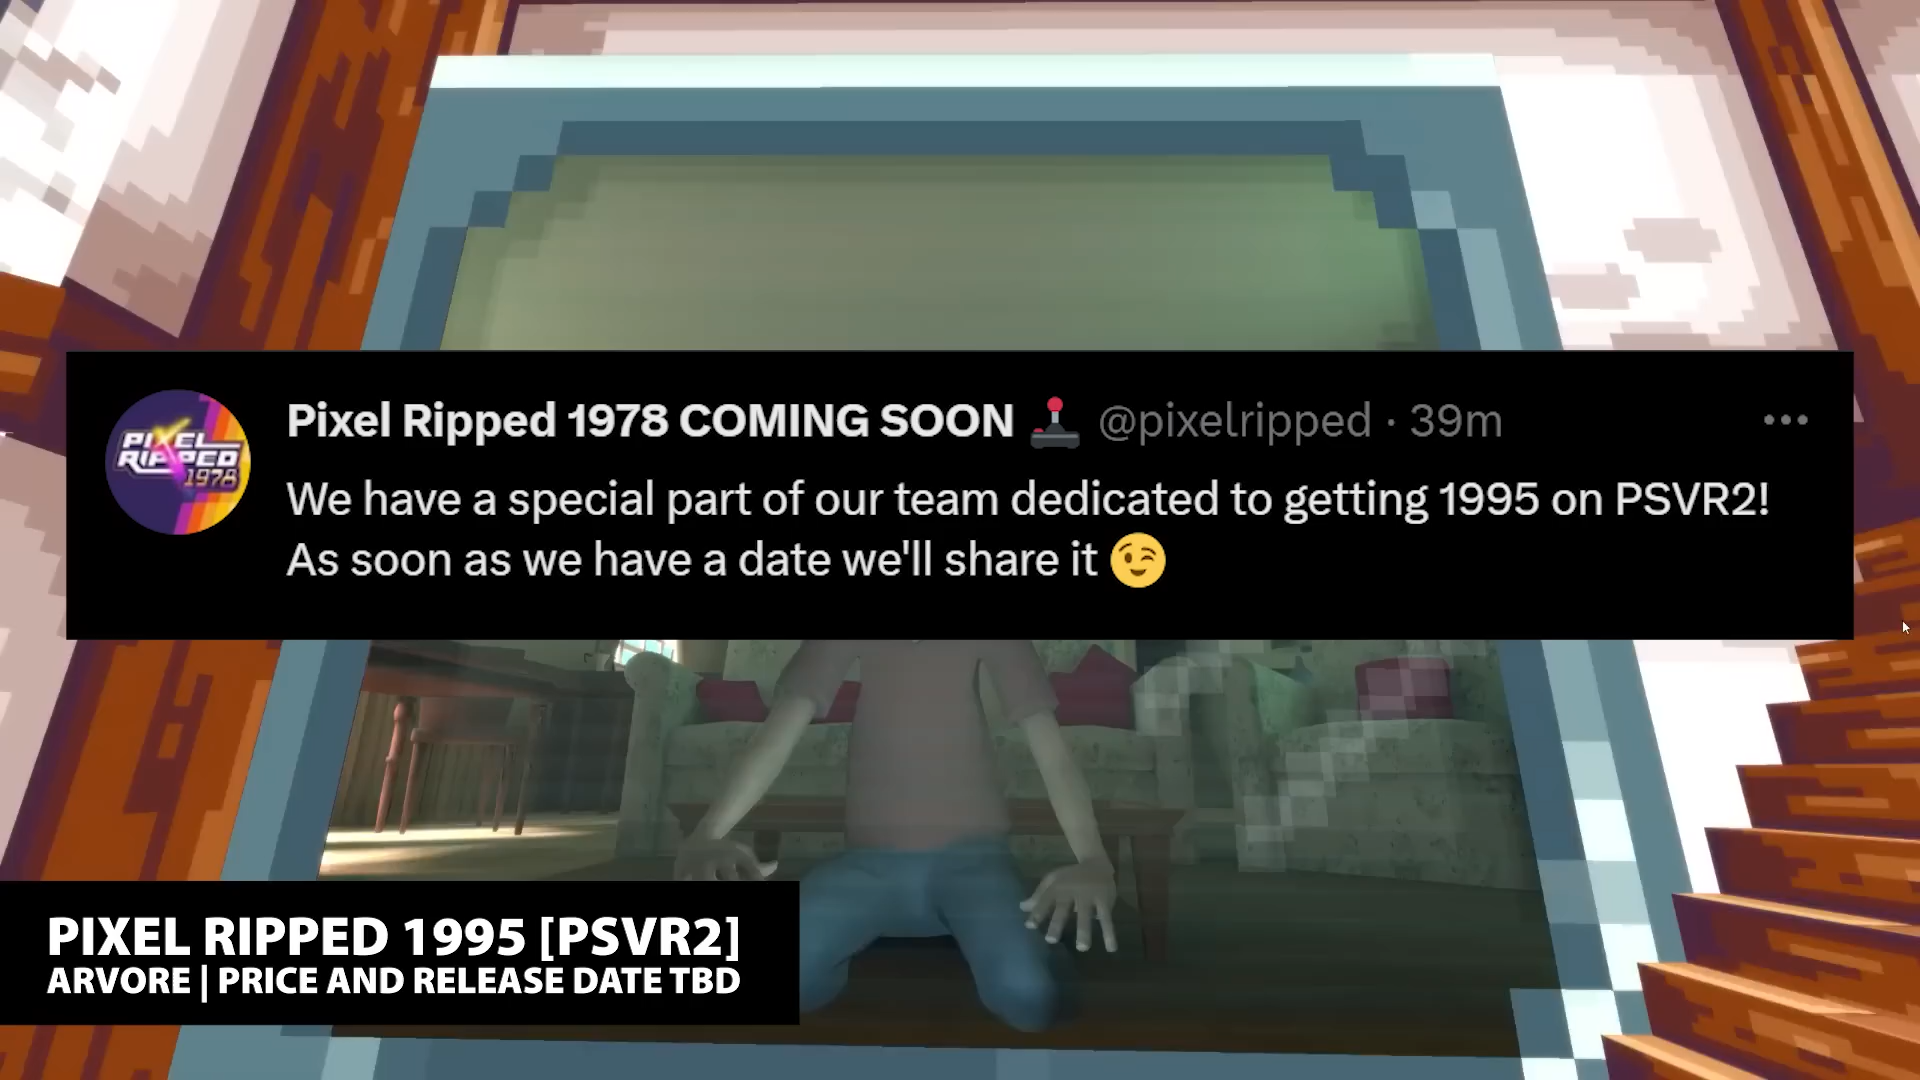 PIXEL
RIPPED
1978
Pixel Ripped 1978 COMING SOON 🕹️ @pixelripped · 39m
We have a special part of our team dedicated to getting 1995 on PSVR2!
As soon as we have a date we'll share it 😉
PIXEL RIPPED 1995 [PSVR2]
ARVORE | PRICE AND RELEASE DATE TBD